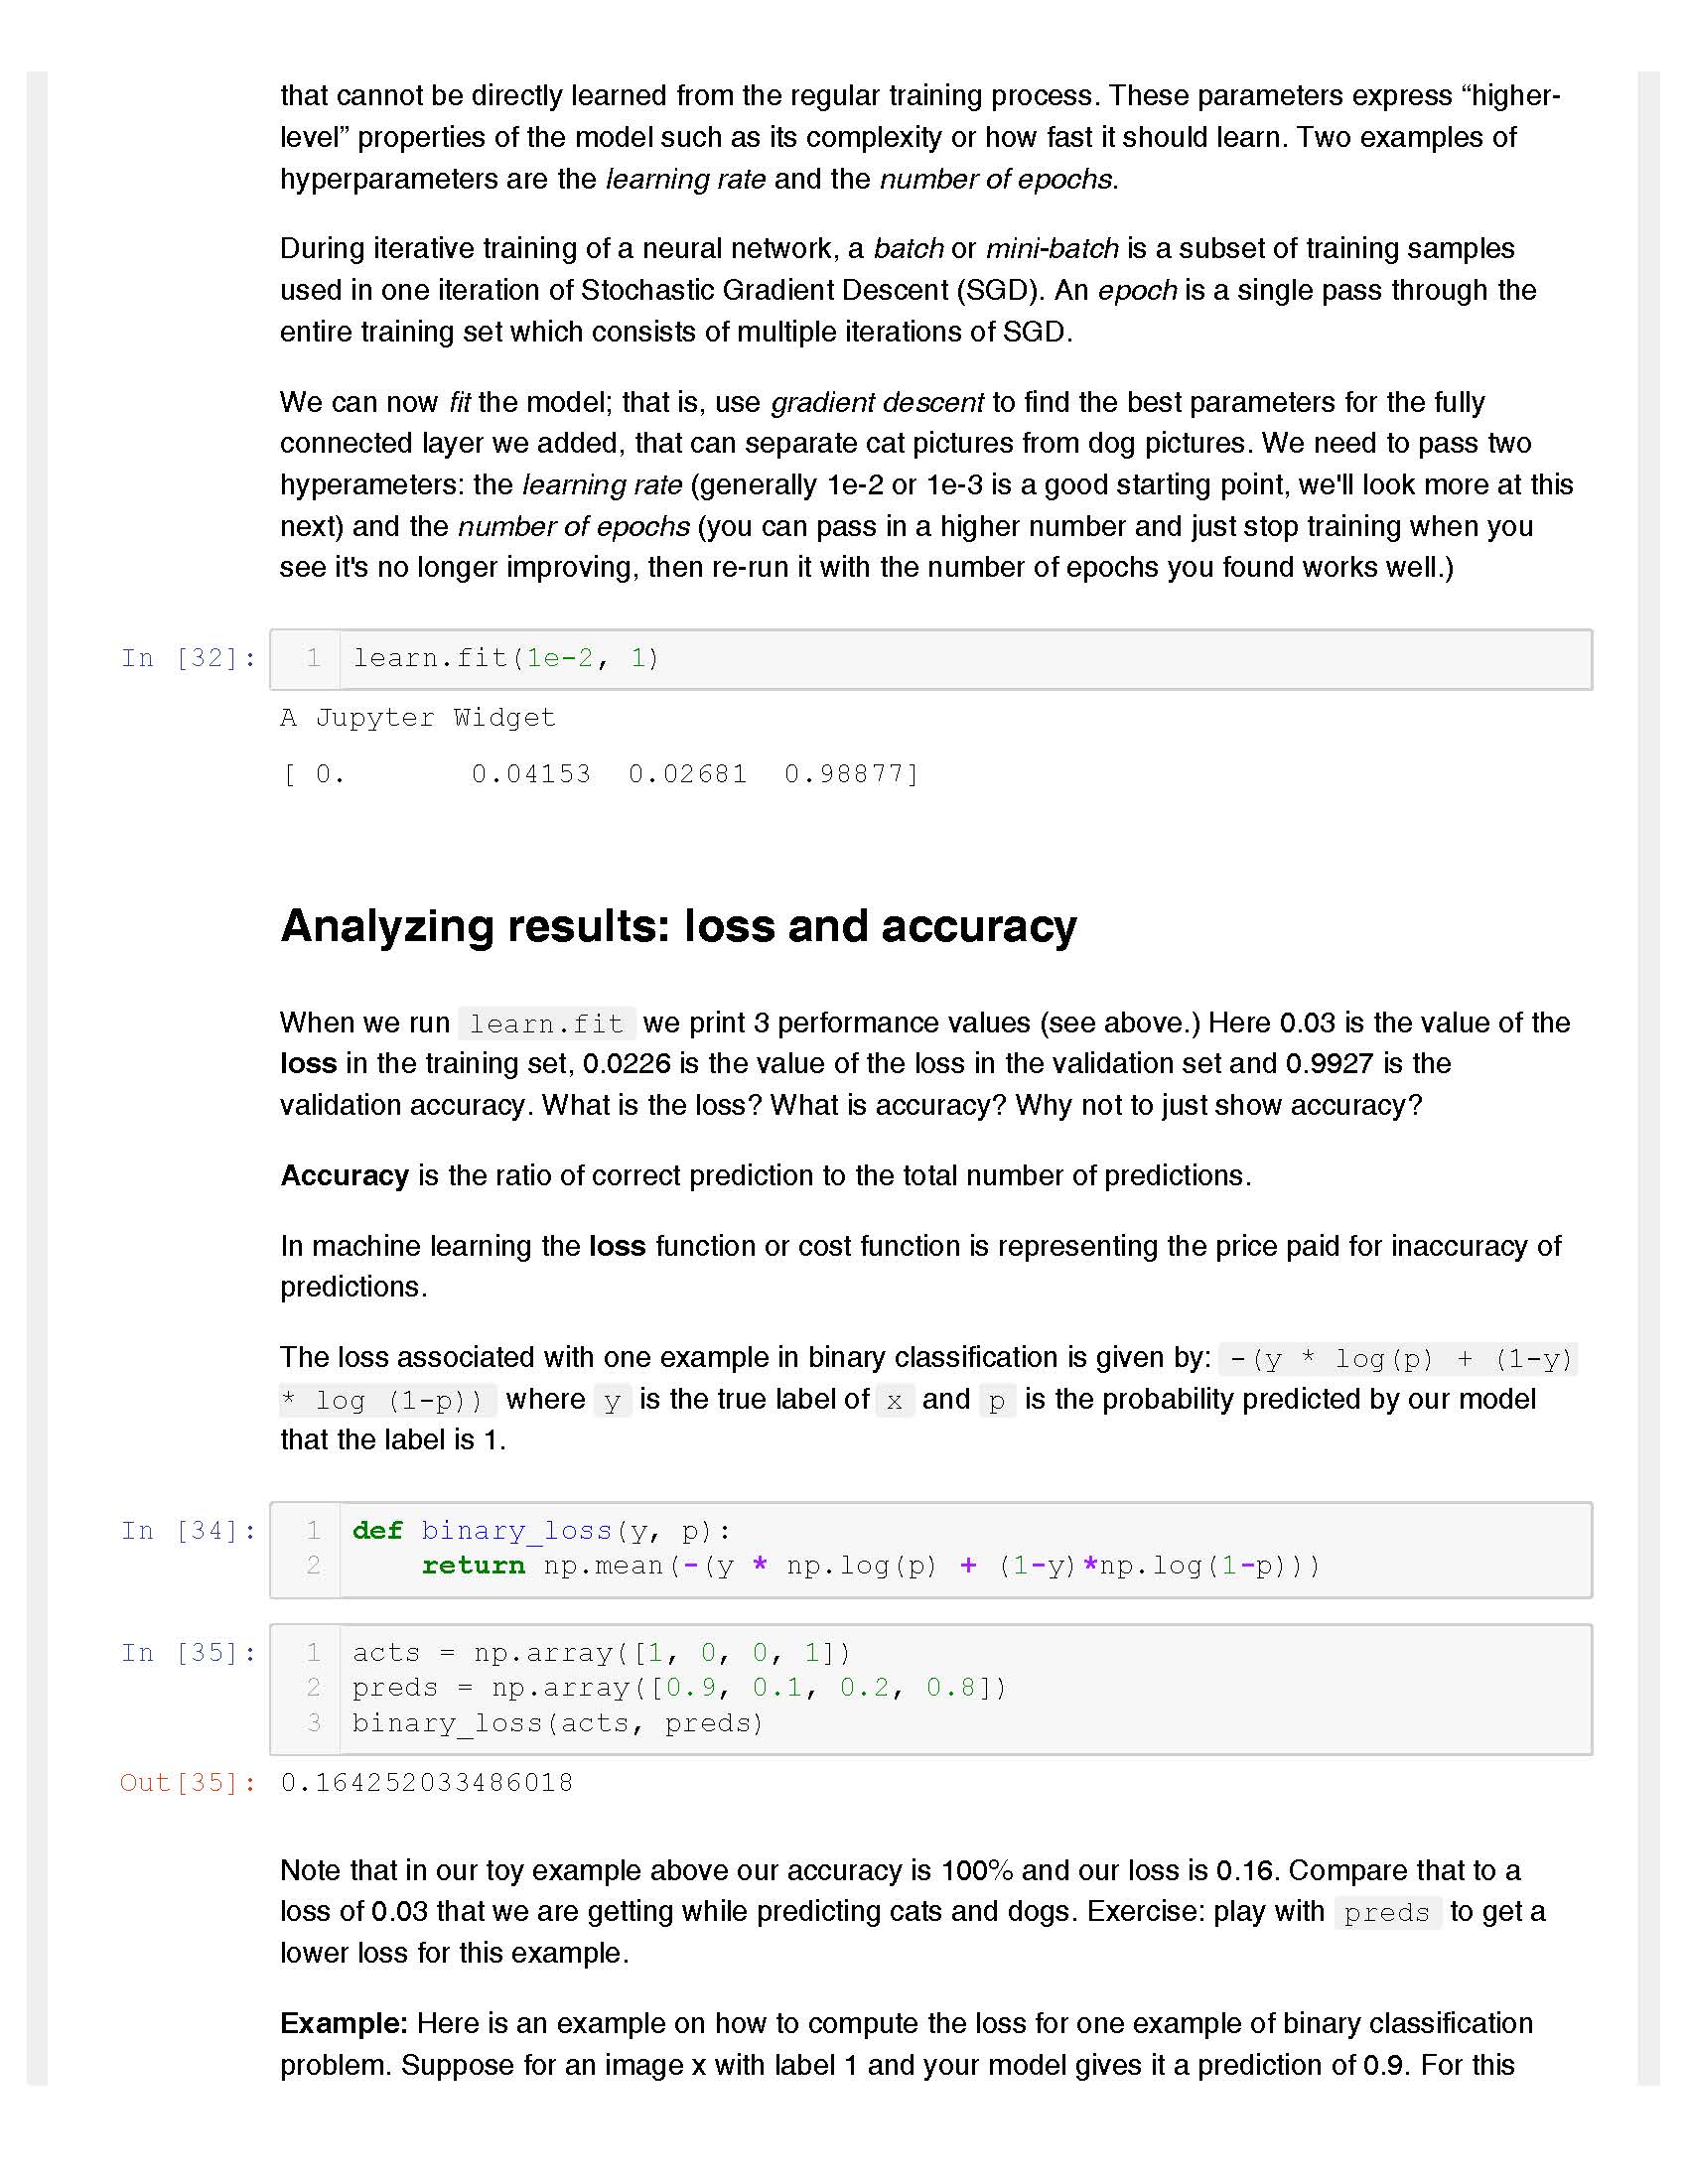 that cannot be directly learned from the regular training process. These parameters express “higher-
level” properties of the model such as its complexity or how fast it should learn. Two examples of
hyperparameters are the learning rate and the number of epochs.
During iterative training of a neural network, a batch or mini-batch is a subset of training samples
used in one iteration of Stochastic Gradient Descent (SGD). An epoch is a single pass through the
entire training set which consists of multiple iterations of SGD.
We can now fit the model; that is, use gradient descent to find the best parameters for the fully
connected layer we added, that can separate cat pictures from dog pictures. We need to pass two
hyperameters: the learning rate (generally 1e-2 or 1e-3 is a good starting point, we'll look more at this
next) and the number of epochs (you can pass in a higher number and just stop training when you
see it's no longer improving, then re-run it with the number of epochs you found works well.)
In [32]: 1 learn.fit(1e-2, 1)
A Jupyter Widget
[ 0. 0.04153 0.02681 0.98877]
Analyzing results: loss and accuracy
When we run learn.fit we print 3 performance values (see above.) Here 0.03 is the value of the
loss in the training set, 0.0226 is the value of the loss in the validation set and 0.9927 is the
validation accuracy. What is the loss? What is accuracy? Why not to just show accuracy?
Accuracy is the ratio of correct prediction to the total number of predictions.
In machine learning the loss function or cost function is representing the price paid for inaccuracy of
predictions.
The loss associated with one example in binary classification is given by: -(y * log(p) + (1-y)
* log (1-p)) where y is the true label of x and p is the probability predicted by our model
that the label is 1.
In [34]: 1 def binary_loss(y, p):
2 return np.mean(-(y * np.log(p) + (1-y)*np.log(1-p)))
In [35]: 1 acts = np.array([1, 0, 0, 1])
2 preds = np.array([0.9, 0.1, 0.2, 0.8])
3 binary_loss(acts, preds)
Out[35]: 0.164252033486018
Note that in our toy example above our accuracy is 100% and our loss is 0.16. Compare that to a
loss of 0.03 that we are getting while predicting cats and dogs. Exercise: play with preds to get a
lower loss for this example.
Example: Here is an example on how to compute the loss for one example of binary classification
problem. Suppose for an image x with label 1 and your model gives it a prediction of 0.9. For this